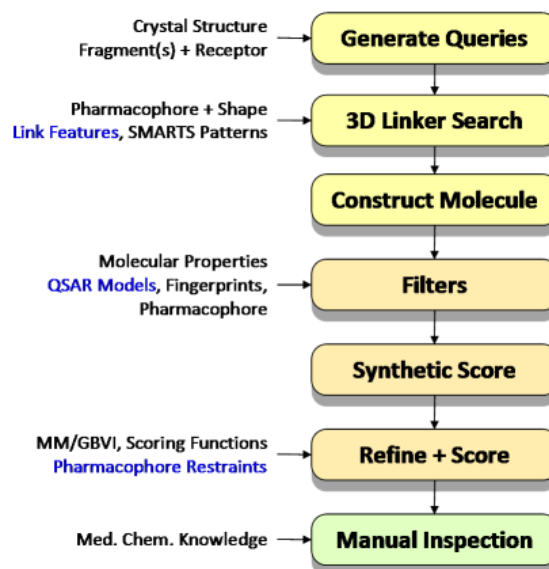 Crystal Structure
Fragment(s) + Receptor
Generate Queries
Pharmacophore + Shape
Link Features, SMARTS Patterns
3D Linker Search
Construct Molecule
Molecular Properties
QSAR Models, Fingerprints,
Pharmacophore
Filters
Synthetic Score
MM/GBVI, Scoring Functions
Pharmacophore Restraints
Refine + Score
Med. Chem. Knowledge
Manual Inspection